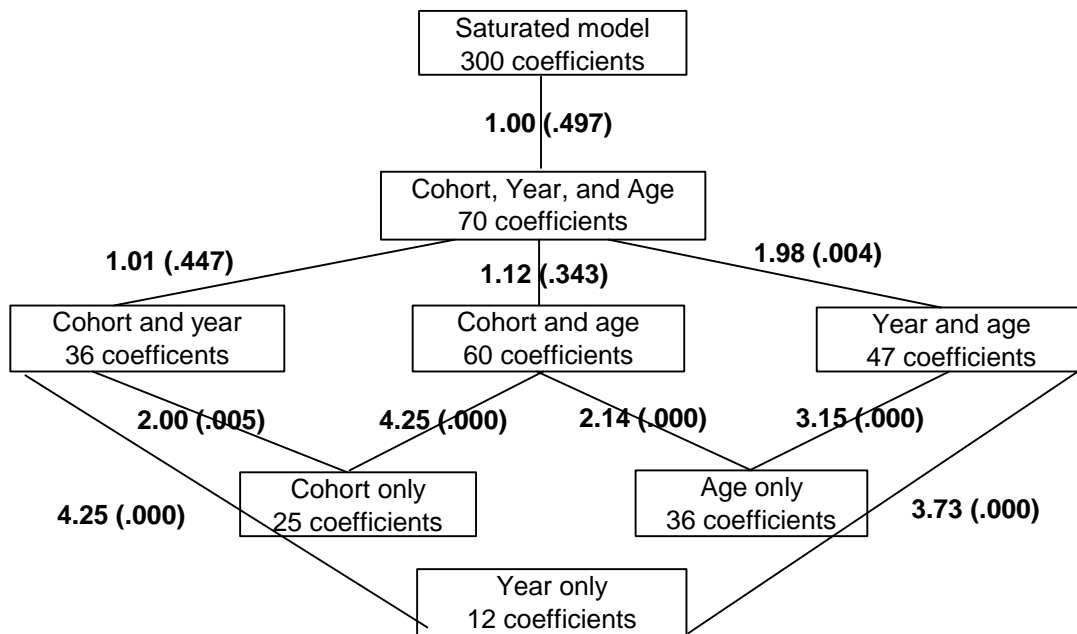 Saturated model
300 coefficients
1.00 (.497)
Cohort, Year, and Age
70 coefficients
1.01 (.447)
1.12 (.343)
1.98 (.004)
Cohort and year
36 coefficents
Cohort and age
60 coefficients
Year and age
47 coefficients
2.00 (.005)
4.25 (.000)
2.14 (.000)
3.15 (.000)
Cohort only
25 coefficients
Age only
36 coefficients
4.25 (.000)
3.73 (.000)
Year only
12 coefficients